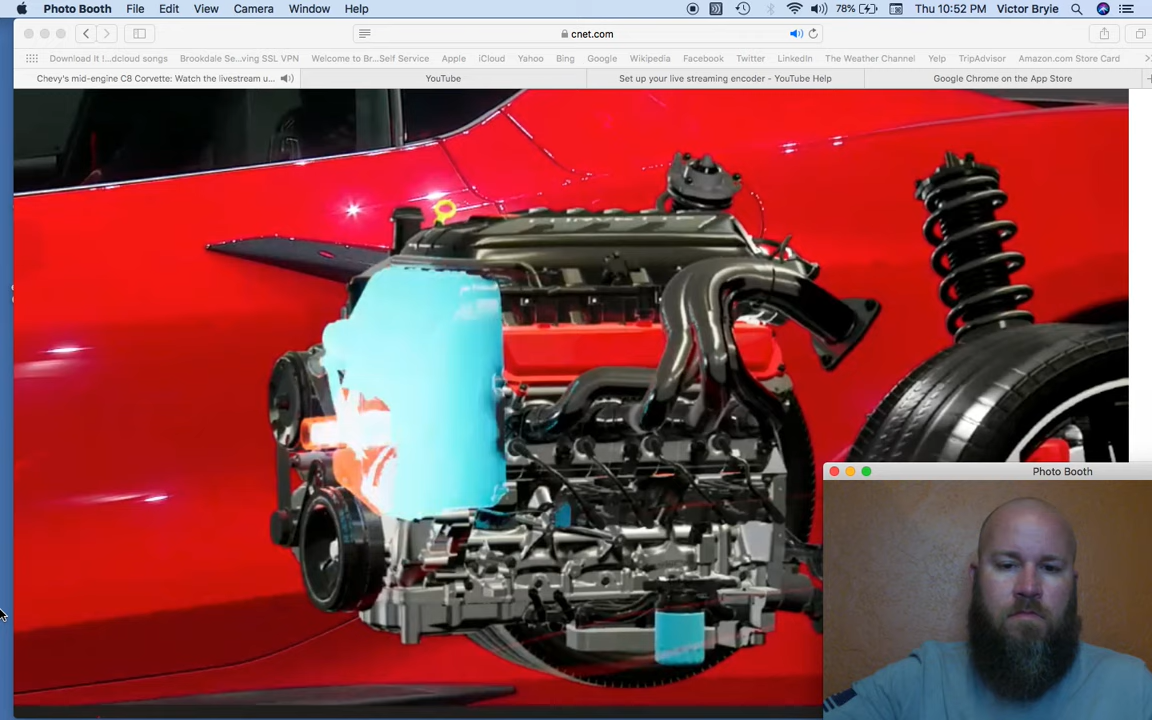 Photo Booth File Edit View Camera Window Help 78% Thu 10:52 PM Victor Bryie
cnet.com
Download It !...dcloud songs Brookdale Se...ving SSL VPN Welcome to Br...Self Service Apple iCloud Yahoo Bing Google Wikipedia Facebook Twitter LinkedIn The Weather Channel Yelp TripAdvisor Amazon.com Store Card
Chevy's mid-engine C8 Corvette: Watch the livestream u... YouTube Set up your live streaming encoder - YouTube Help Google Chrome on the App Store
CORVETTE
Photo Booth